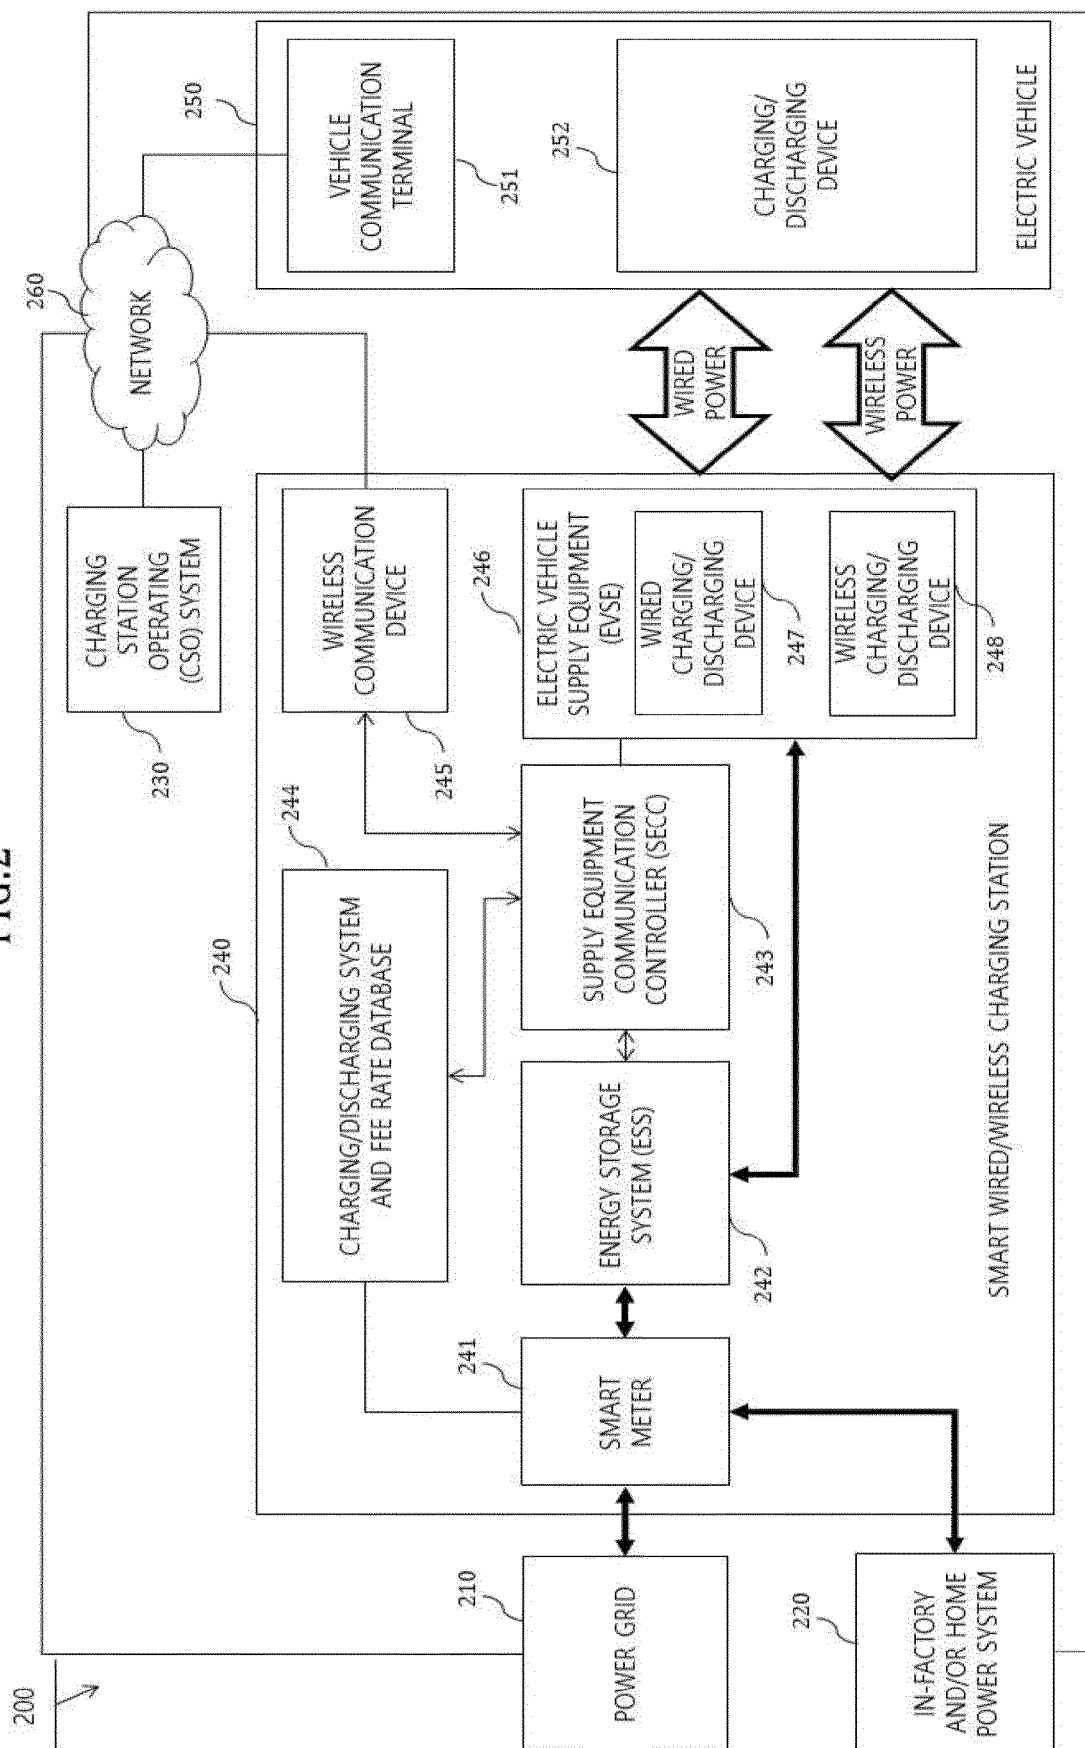 FIG.2
200
POWER GRID
210
IN-FACTORY
AND/OR HOME
POWER SYSTEM
220
CHARGING
STATION
OPERATING
(CSO) SYSTEM
230
NETWORK
260
240
CHARGING/DISCHARGING SYSTEM
AND FEE RATE DATABASE
244
WIRELESS
COMMUNICATION
DEVICE
245
SMART
METER
241
ENERGY STORAGE
SYSTEM (ESS)
242
SUPPLY EQUIPMENT
COMMUNICATION
CONTROLLER (SECC)
243
ELECTRIC VEHICLE
SUPPLY EQUIPMENT
(EVSE)
246
WIRED
CHARGING/
DISCHARGING
DEVICE
247
WIRELESS
CHARGING/
DISCHARGING
DEVICE
248
SMART WIRED/WIRELESS CHARGING STATION
WIRED
POWER
WIRELESS
POWER
250
VEHICLE
COMMUNICATION
TERMINAL
251
252
CHARGING/
DISCHARGING
DEVICE
ELECTRIC VEHICLE